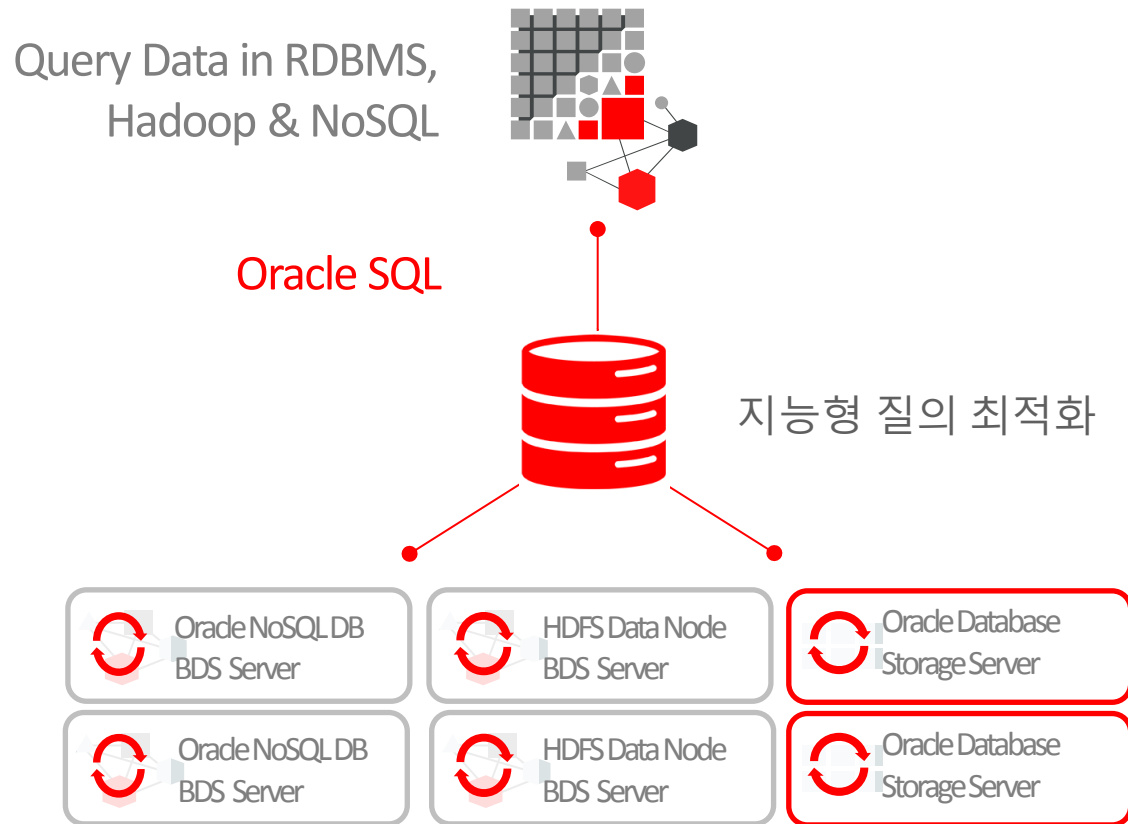 Query Data in RDBMS,
Hadoop & NoSQL
Oracle SQL
지능형 질의 최적화
Oracle NoSQL DB
BDS Server
HDFS Data Node
BDS Server
Oracle Database
Storage Server
Oracle NoSQL DB
BDS Server
HDFS Data Node
BDS Server
Oracle Database
Storage Server